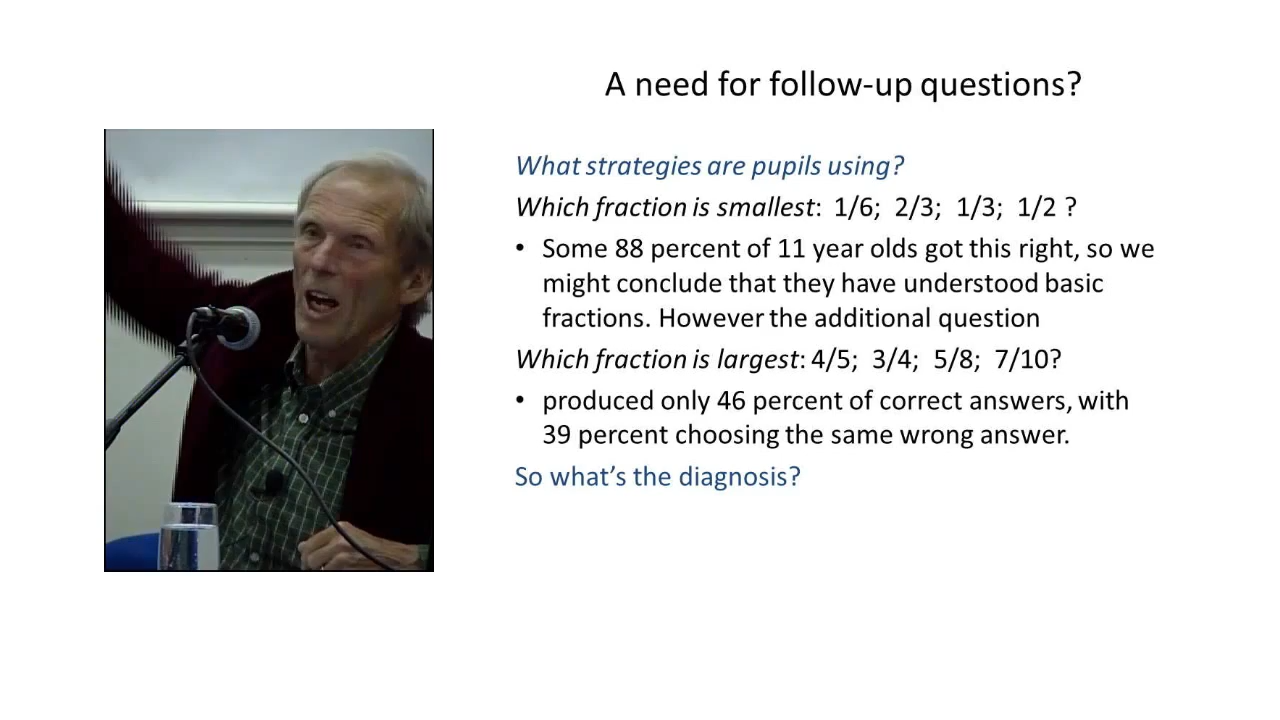 A need for follow-up questions?
What strategies are pupils using?
Which fraction is smallest: 1/6; 2/3; 1/3; 1/2 ?
• Some 88 percent of 11 year olds got this right, so we
might conclude that they have understood basic
fractions. However the additional question
Which fraction is largest: 4/5; 3/4; 5/8; 7/10?
• produced only 46 percent of correct answers, with
39 percent choosing the same wrong answer.
So what's the diagnosis?